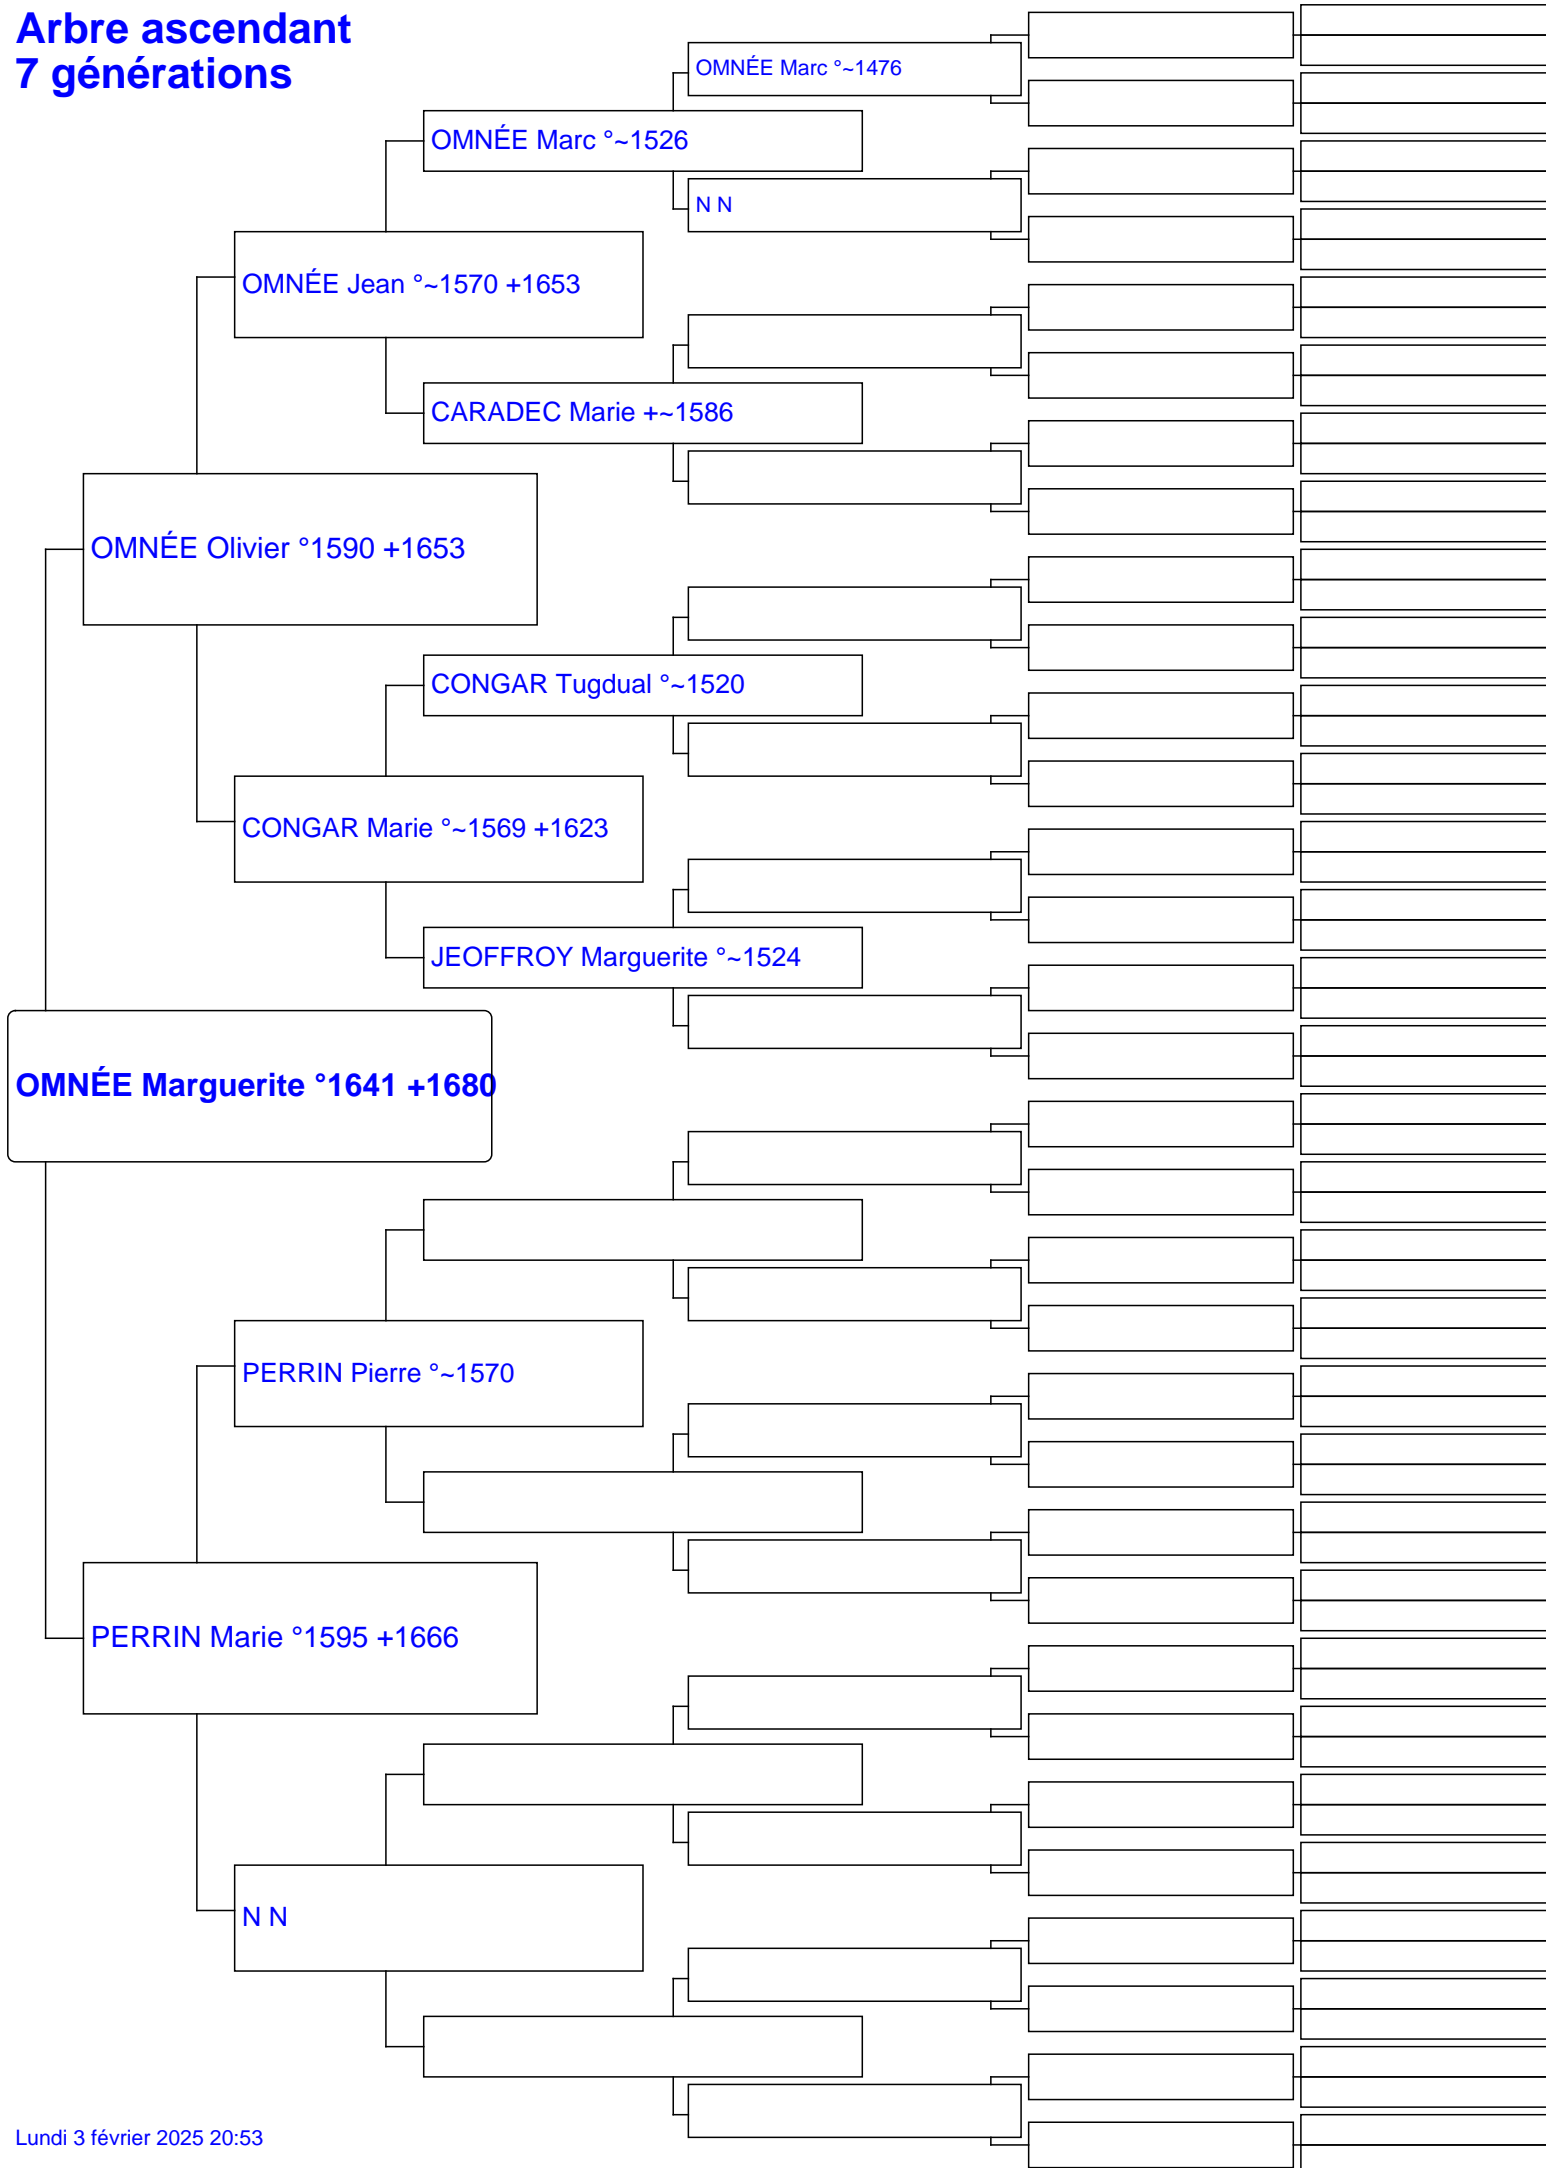 Arbre ascendant
7 générations
OMNÉE Marc °~1476
OMNÉE Marc °~1526
N N
OMNÉE Jean °~1570 +1653
CARADEC Marie +~1586
OMNÉE Olivier °1590 +1653
CONGAR Tugdual °~1520
CONGAR Marie °~1569 +1623
JEOFFROY Marguerite °~1524
OMNÉE Marguerite °1641 +1680
PERRIN Pierre °~1570
PERRIN Marie °1595 +1666
N N
Lundi 3 février 2025 20:53